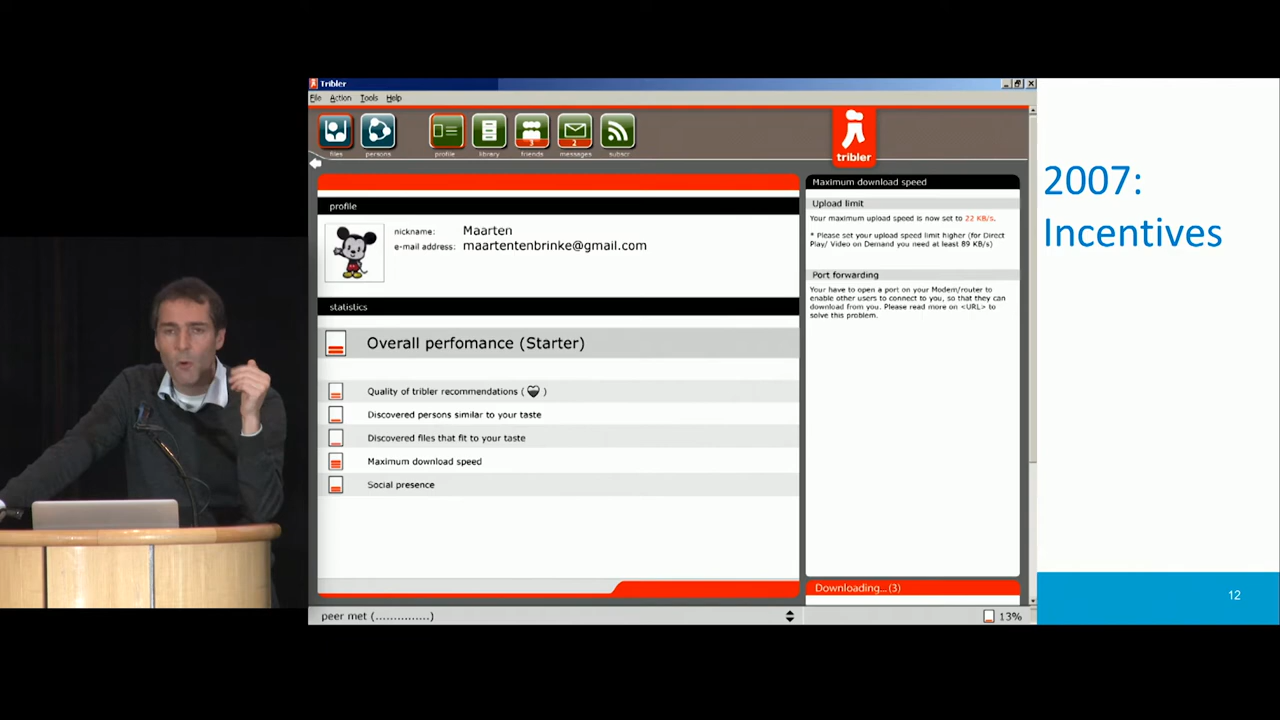 Tribler
File Action Tools Help
files persons profile library friends messages subscr
3
2
tribler
profile
nickname: Maarten
e-mail address: maartentenbrinke@gmail.com
statistics
Overall perfomance (Starter)
Quality of tribler recommendations ( )
Discovered persons similar to your taste
Discovered files that fit to your taste
Maximum download speed
Social presence
peer met (...............)
Maximum download speed
Upload limit
Your maximum upload speed is now set to 22 KB/s.
* Please set your upload speed limit higher (for Direct
Play/ Video on Demand you need at least 89 KB/s)
Port forwarding
Your have to open a port on your Modem/router to
enable other users to connect to you, so that they can
download from you. Please read more on <URL> to
solve this problem.
Downloading...(3)
13%
2007:
Incentives
12